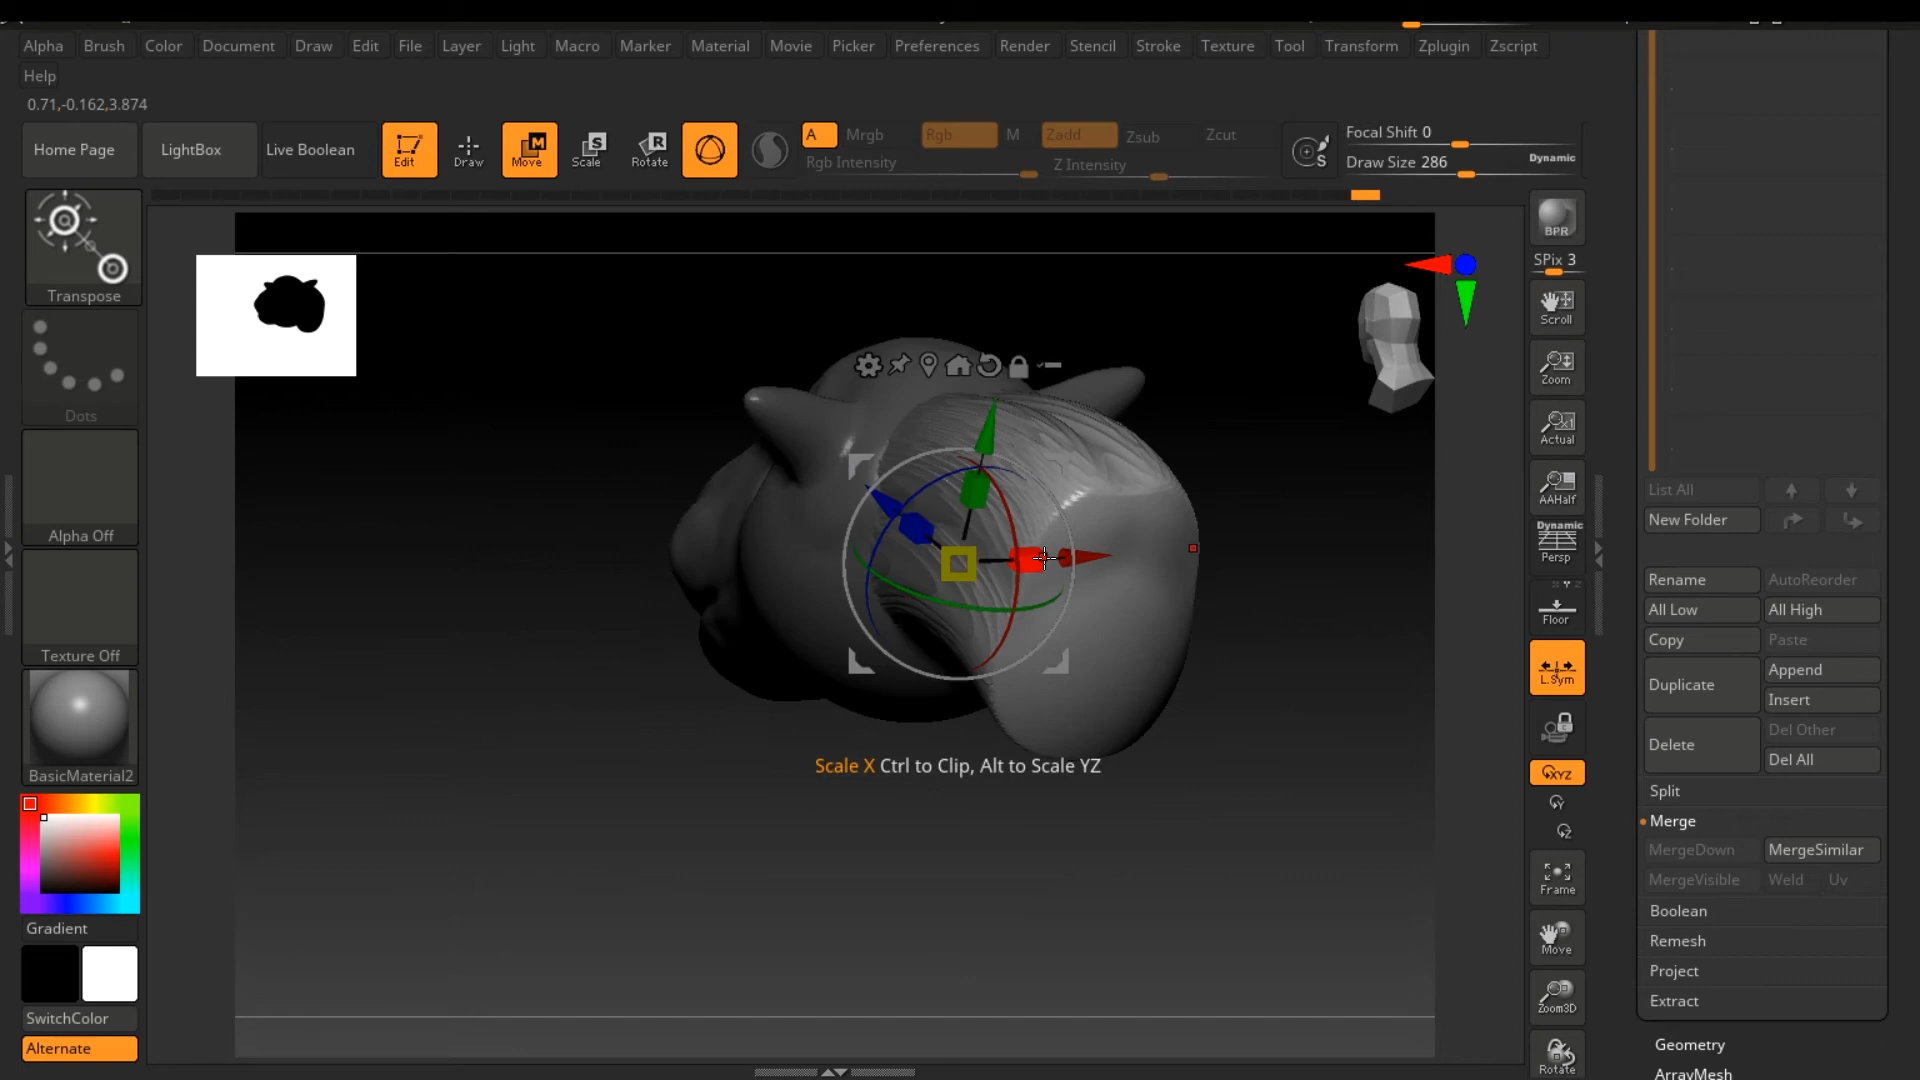 Alpha Brush Color Document Draw Edit File Layer Light Macro Marker Material Movie Picker Preferences Render Stencil Stroke Texture Tool Transform Zplugin Zscript
Help
0.71,-0.162,3.874
Home Page LightBox Live Boolean Edit Draw Move Scale Rotate A Mrgb Rgb M Zadd Zsub Zcut Focal Shift 0
Rgb Intensity Z Intensity Draw Size 286 Dynamic
Transpose
Dots
Alpha Off
Texture Off
BasicMaterial2
Gradient
SwitchColor
Alternate
Scale X Ctrl to Clip, Alt to Scale YZ
BPR
SPix 3
Scroll
Zoom
Actual
AAHalf
Dynamic
Persp
Floor
L.Sym
XYZ
Y
Z
Frame
Move
Zoom3D
Rotate
List All
New Folder
Rename AutoReorder
All Low All High
Copy Paste
Duplicate Append
Insert
Delete Del Other
Del All
Split
Merge
MergeDown MergeSimilar
MergeVisible Weld Uv
Boolean
Remesh
Project
Extract
Geometry
ArrayMesh